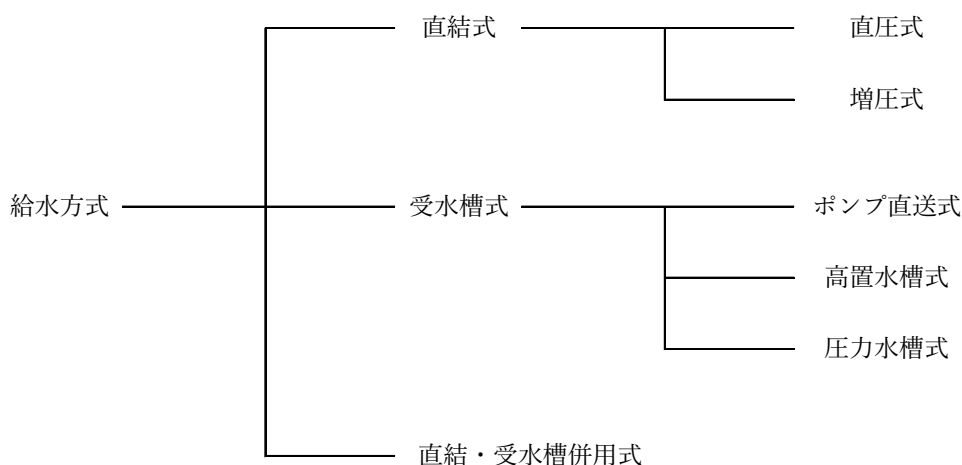 直結式
直圧式
増圧式
給水方式
受水槽式
ポンプ直送式
高置水槽式
圧力水槽式
直結・受水槽併用式